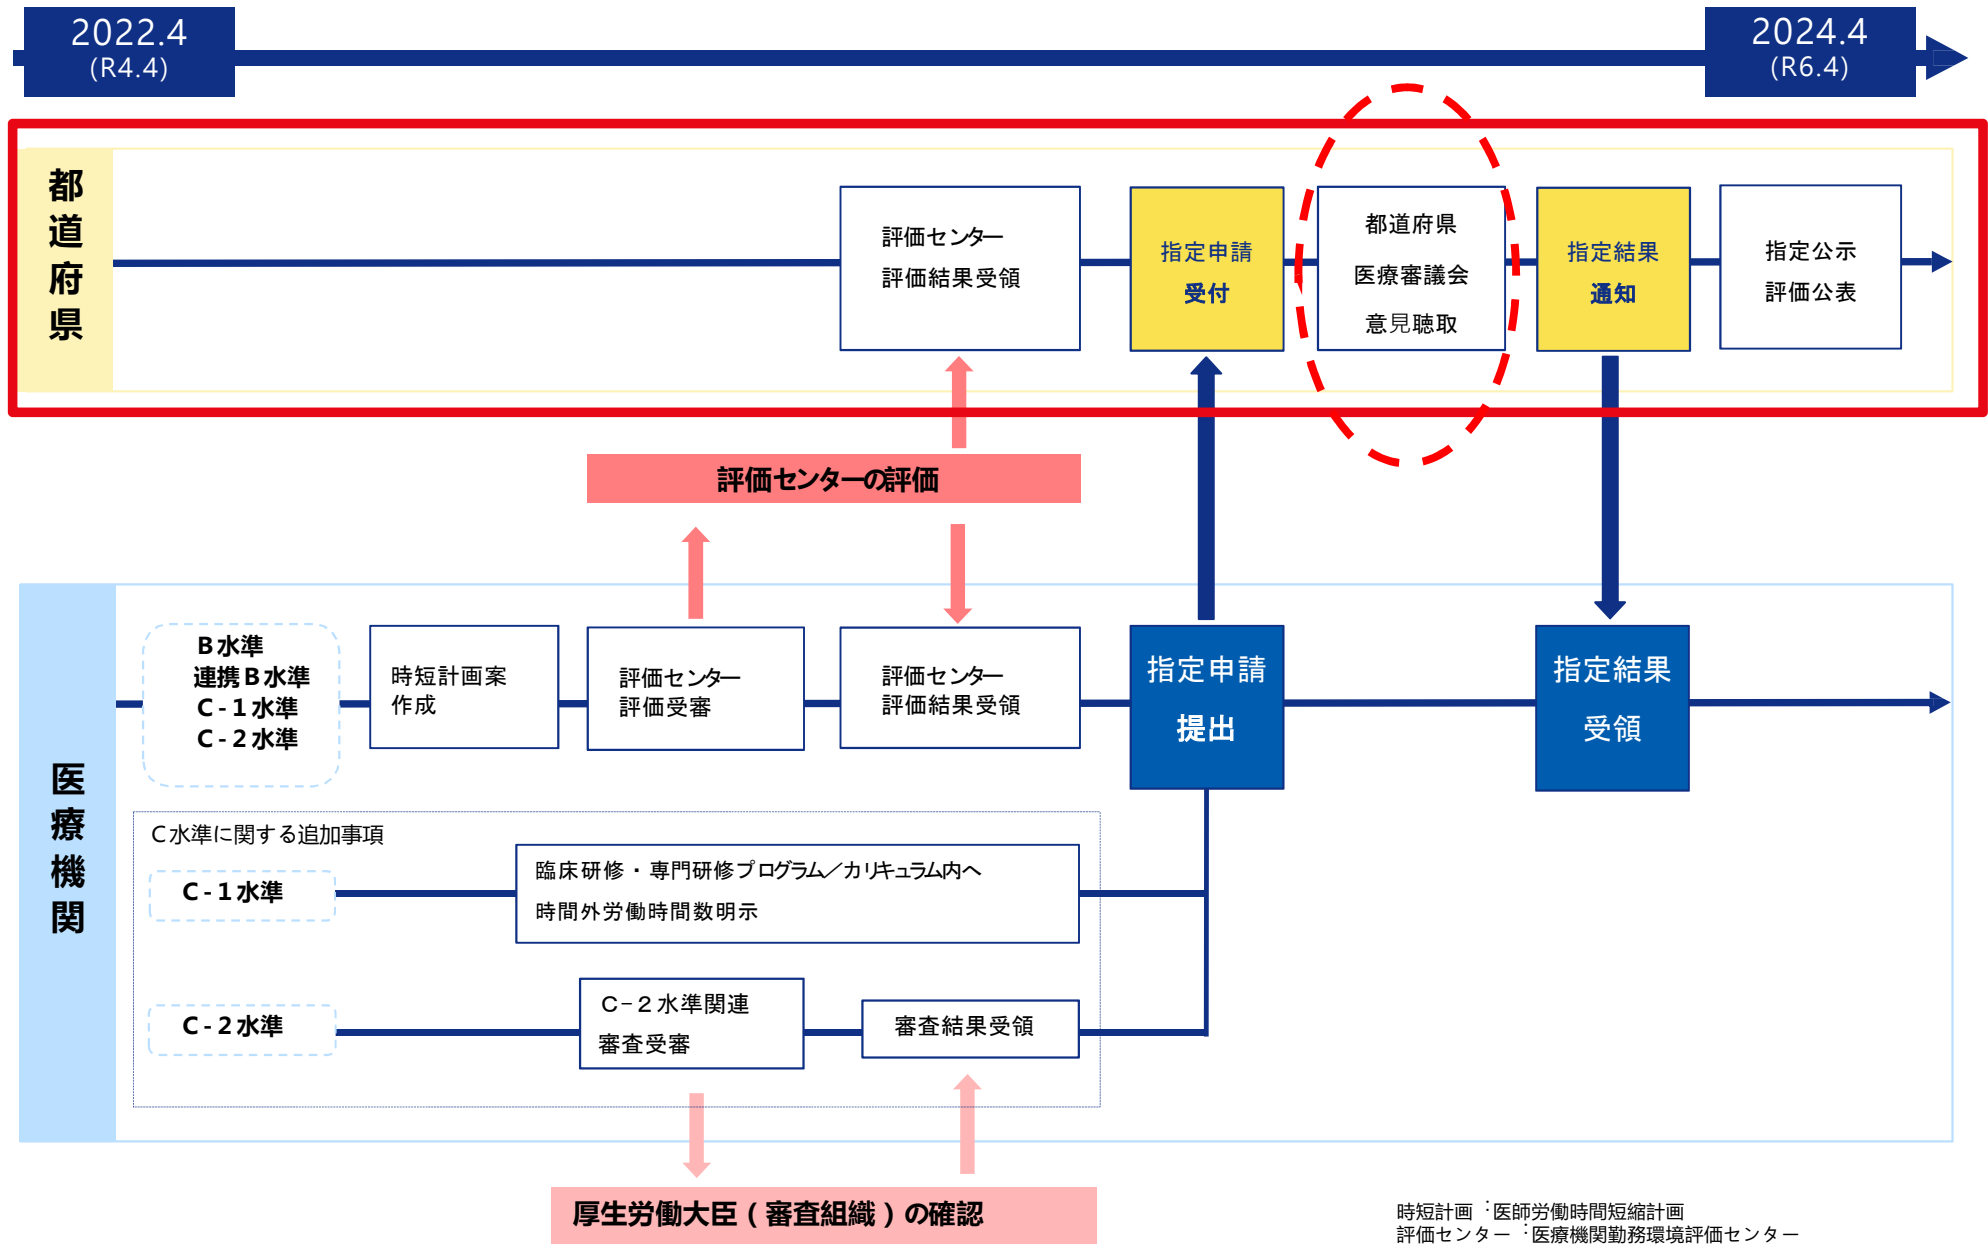 2022.4
(R4.4)
2024.4
(R6.4)
都道府県
評価センター
評価結果受領
指定申請
受付
都道府県
医療審議会
意見聴取
指定結果
通知
指定公示
評価公表
評価センターの評価
医療機関
B水準
連携B水準
C-1水準
C-2水準
時短計画案
作成
評価センター
評価受審
評価センター
評価結果受領
指定申請
提出
指定結果
受領
C水準に関する追加事項
C-1水準
臨床研修・専門研修プログラム／カリキュラム内へ
時間外労働時間数明示
C-2水準
C−2水準関連
審査受審
審査結果受領
厚生労働大臣(審査組織)の確認
時短計画：医師労働時間短縮計画
評価センター：医療機関勤務環境評価センター